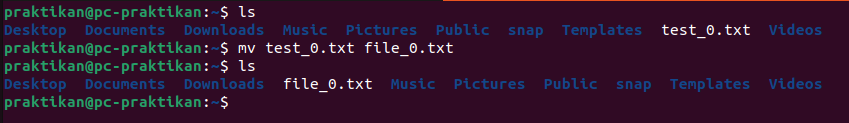 praktikan@pc-praktikan:~$ ls
Desktop  Documents  Downloads  Music  Pictures  Public  snap  Templates  test_0.txt  Videos
praktikan@pc-praktikan:~$ mv test_0.txt file_0.txt
praktikan@pc-praktikan:~$ ls
Desktop  Documents  Downloads  file_0.txt  Music  Pictures  Public  snap  Templates  Videos
praktikan@pc-praktikan:~$